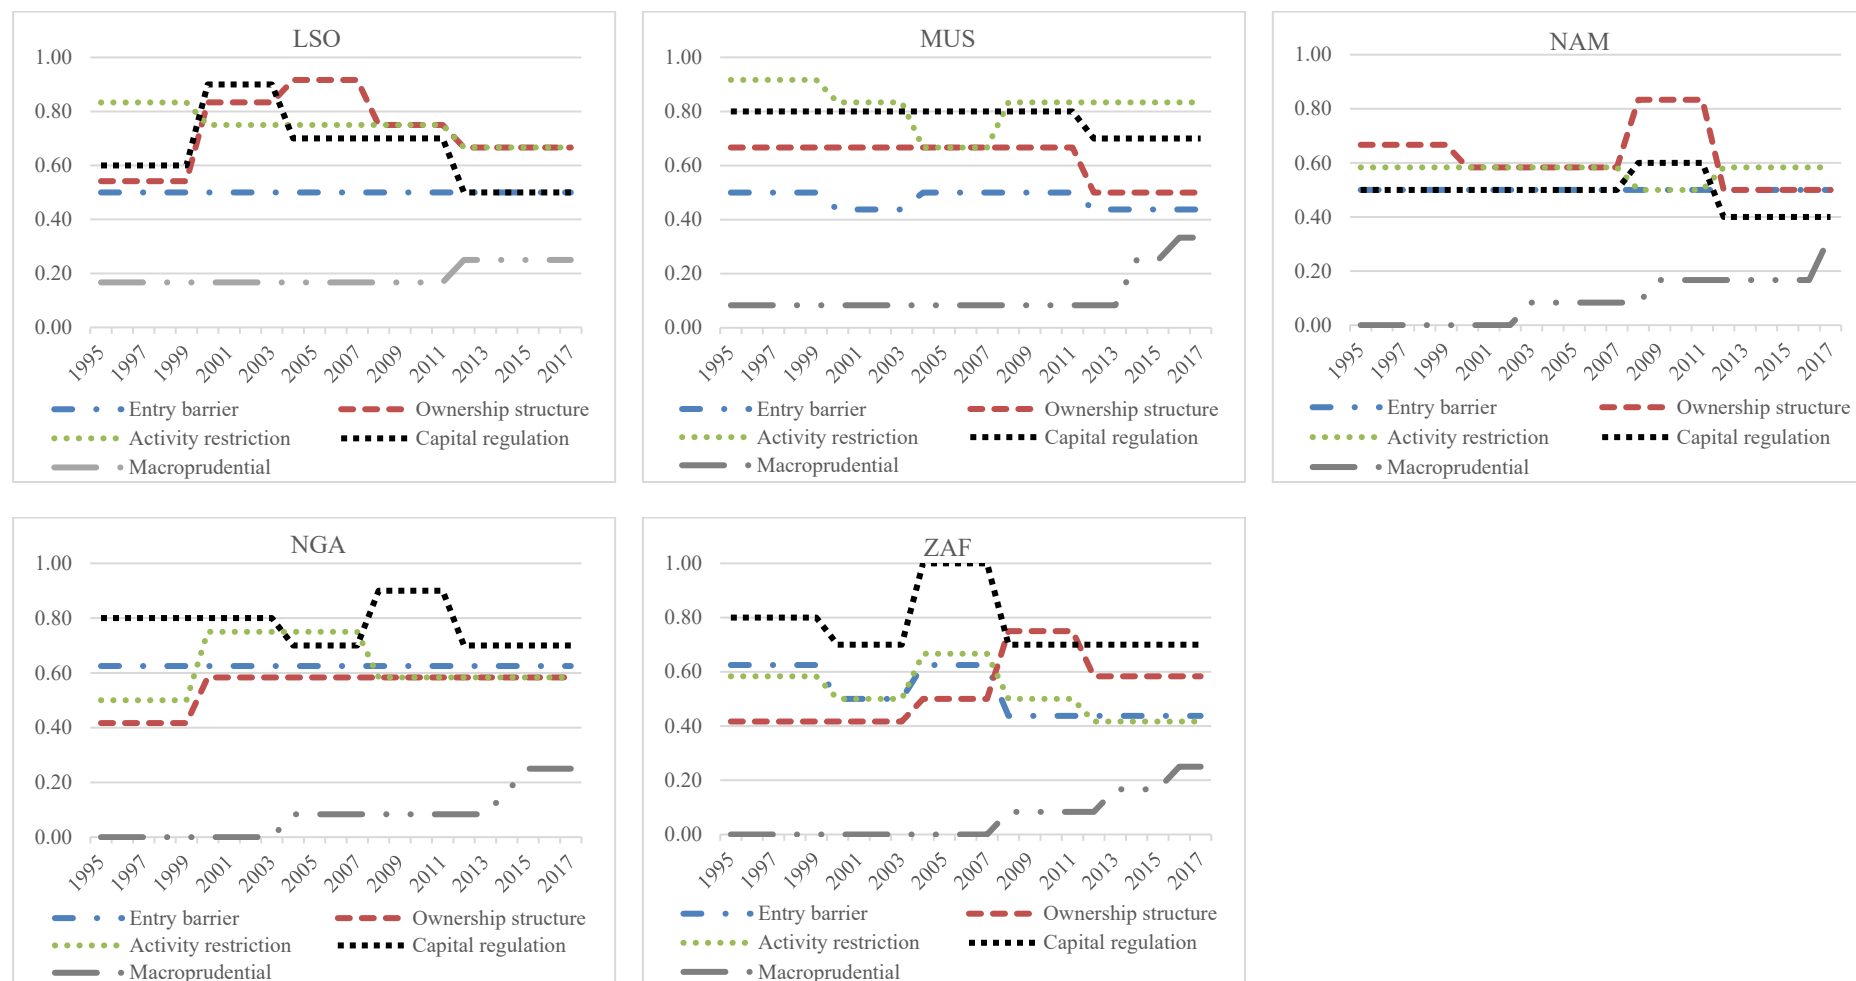 LSO
1.00
0.80
0.60
0.40
0.20
0.00
1995 1997 1999 2001 2003 2005 2007 2009 2011 2013 2015 2017
Entry barrier Ownership structure
Activity restriction Capital regulation
Macroprudential
MUS
1.00
0.80
0.60
0.40
0.20
0.00
1995 1997 1999 2001 2003 2005 2007 2009 2011 2013 2015 2017
Entry barrier Ownership structure
Activity restriction Capital regulation
Macroprudential
NAM
1.00
0.80
0.60
0.40
0.20
0.00
1995 1997 1999 2001 2003 2005 2007 2009 2011 2013 2015 2017
Entry barrier Ownership structure
Activity restriction Capital regulation
Macroprudential
NGA
1.00
0.80
0.60
0.40
0.20
0.00
1995 1997 1999 2001 2003 2005 2007 2009 2011 2013 2015 2017
Entry barrier Ownership structure
Activity restriction Capital regulation
Macroprudential
ZAF
1.00
0.80
0.60
0.40
0.20
0.00
1995 1997 1999 2001 2003 2005 2007 2009 2011 2013 2015 2017
Entry barrier Ownership structure
Activity restriction Capital regulation
Macroprudential